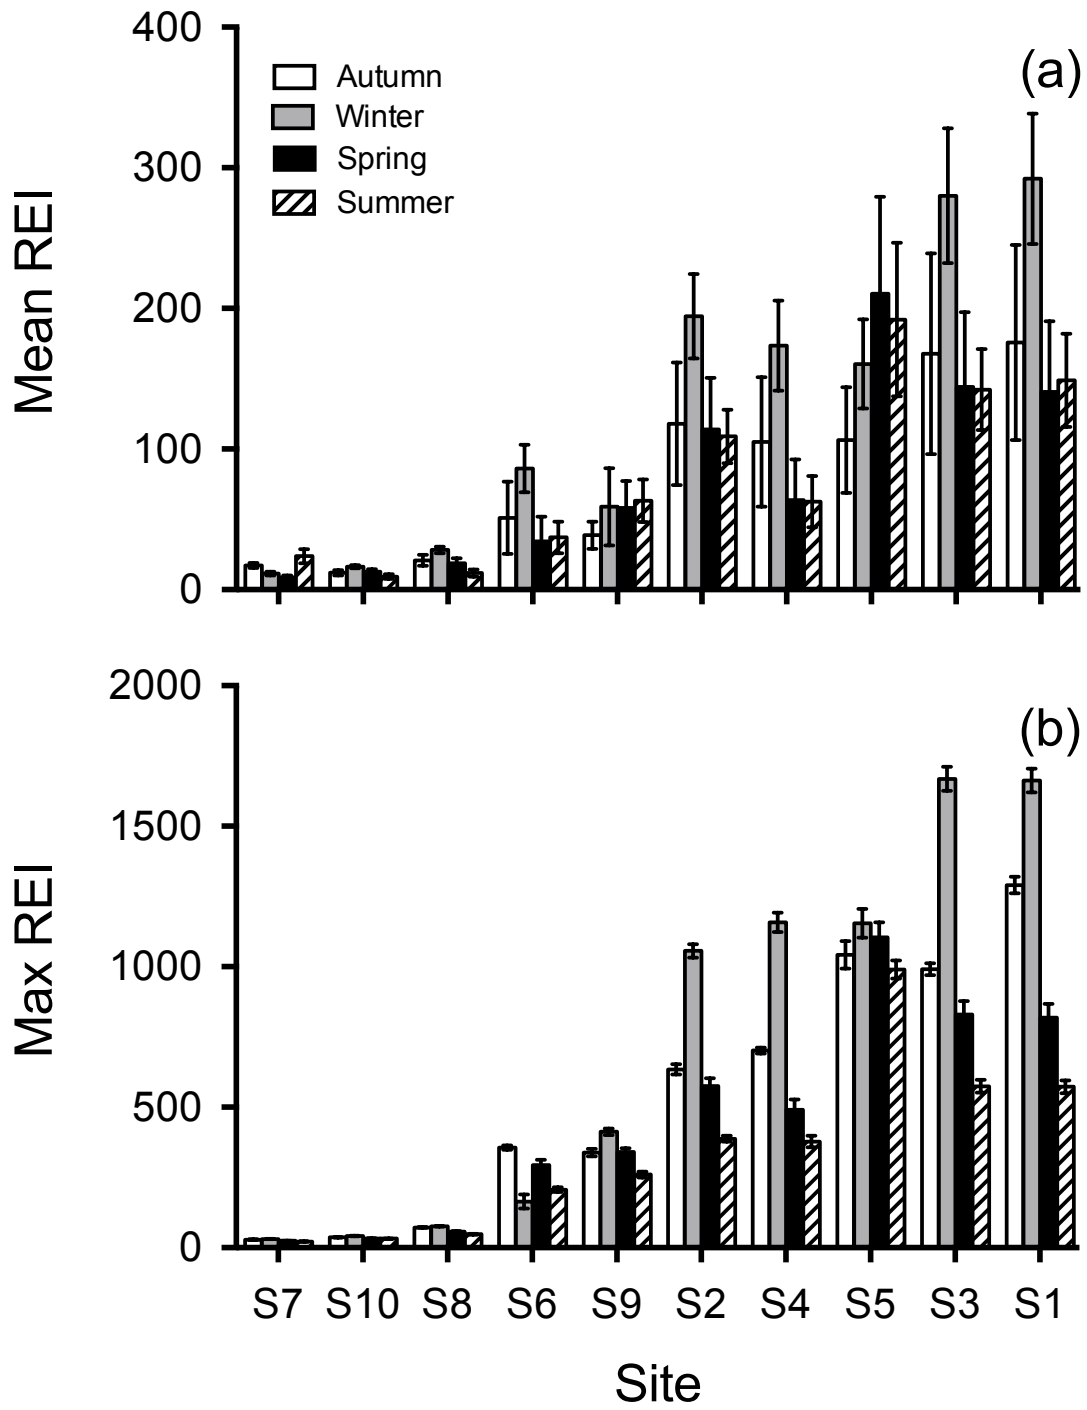 400
300
200
100
0
Mean REI
Autumn
Winter
Spring
Summer
(a)
2000
1500
1000
500
0
Max REI
(b)
S7 S10 S8 S6 S9 S2 S4 S5 S3 S1
Site